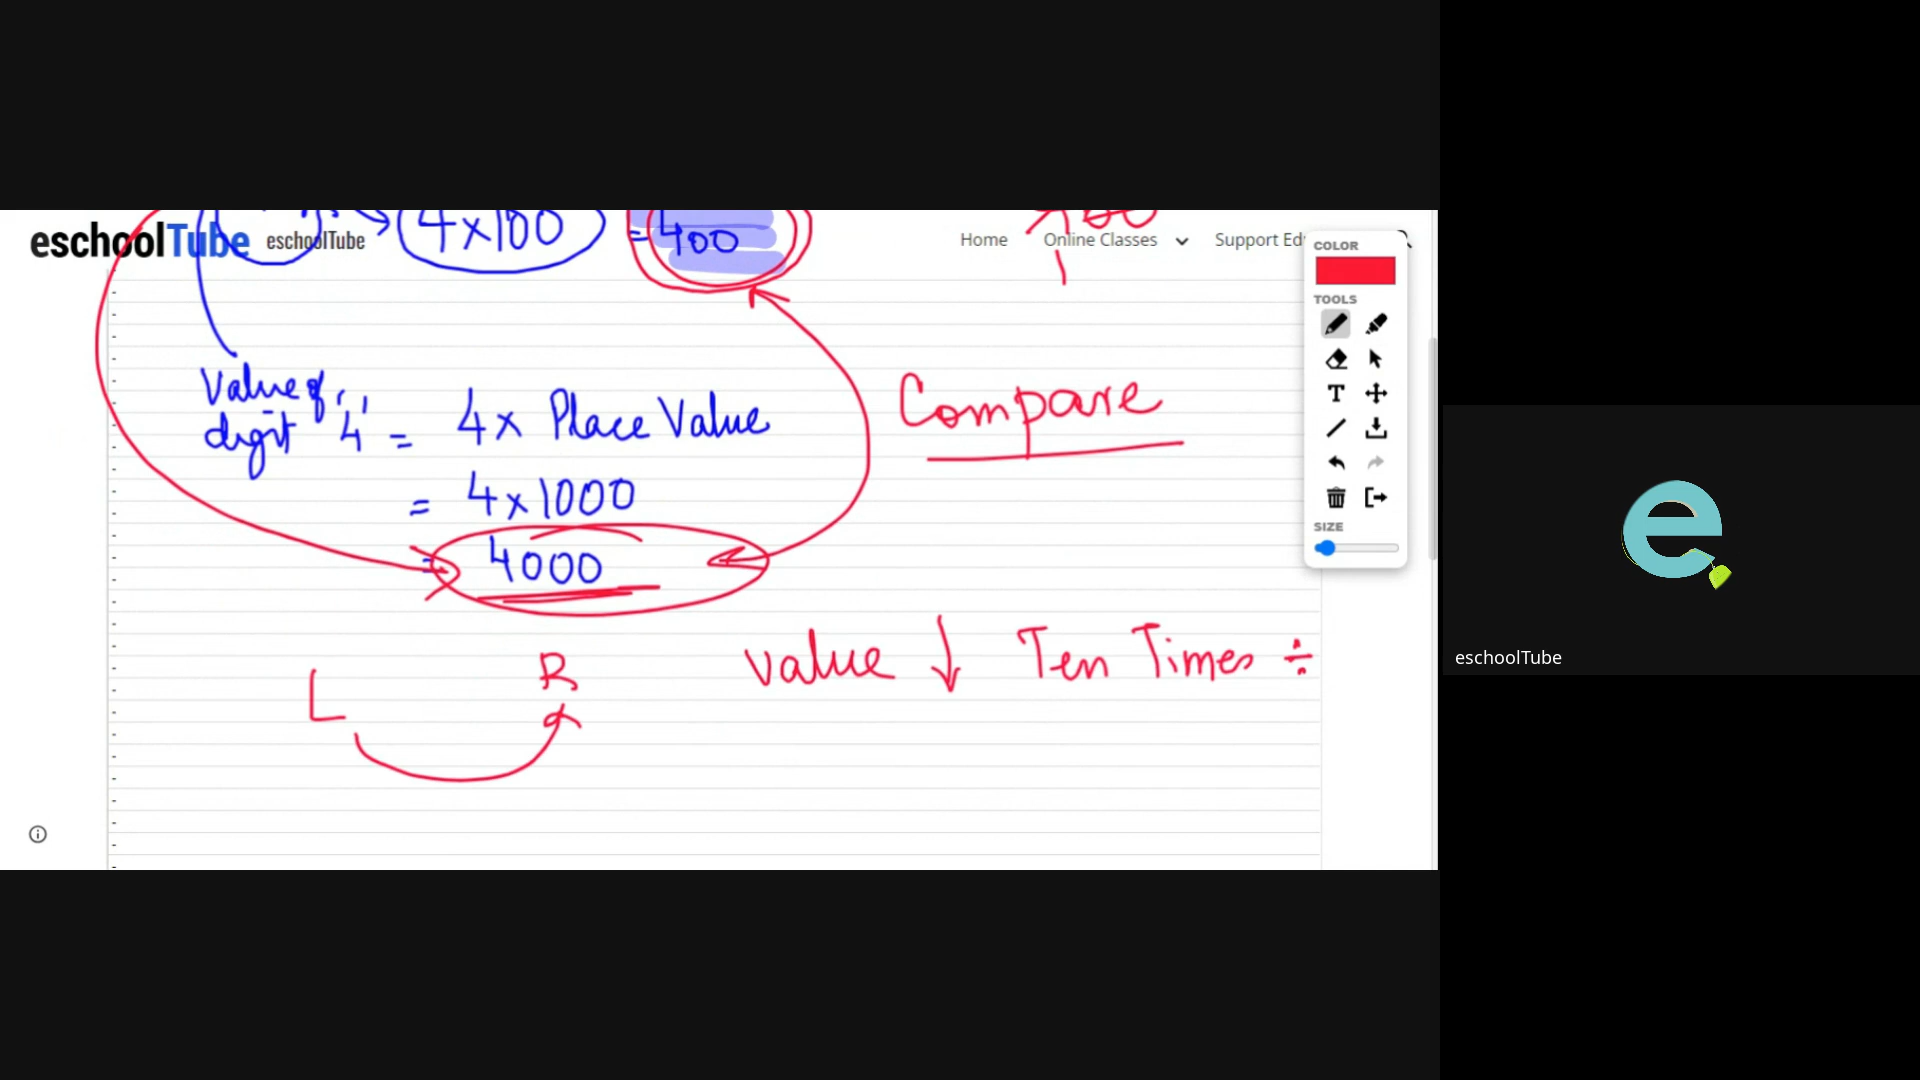 4x100 = 400
eschoolTube eschoolTube Home Online Classes Support Edu
COLOR
TOOLS
T
SIZE
Value of
digit '4' = 4x Place Value
= 4x1000
= 4000
Compare
L R
Value ↓ Ten Times ÷
eschoolTube